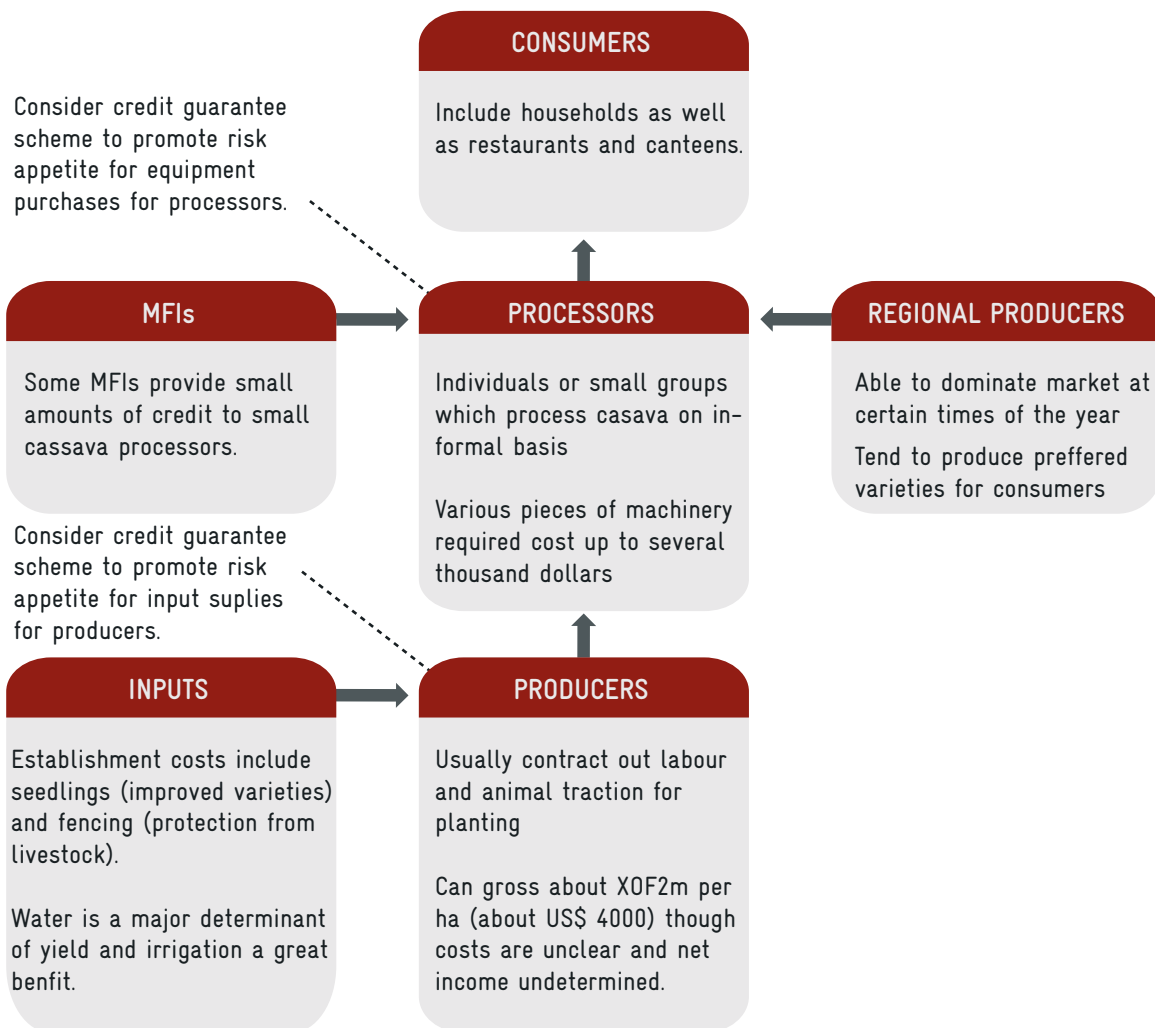 CONSUMERS
Include households as well
as restaurants and canteens.
Consider credit guarantee
scheme to promote risk
appetite for equipment
purchases for processors.
MFIs
Some MFIs provide small
amounts of credit to small
cassava processors.
PROCESSORS
Individuals or small groups
which process casava on in-
formal basis
Various pieces of machinery
required cost up to several
thousand dollars
REGIONAL PRODUCERS
Able to dominate market at
certain times of the year
Tend to produce preffered
varieties for consumers
Consider credit guarantee
scheme to promote risk
appetite for input suplies
for producers.
INPUTS
Establishment costs include
seedlings (improved varieties)
and fencing (protection from
livestock).
Water is a major determinant
of yield and irrigation a great
benfit.
PRODUCERS
Usually contract out labour
and animal traction for
planting
Can gross about XOF2m per
ha (about US$ 4000) though
costs are unclear and net
income undetermined.